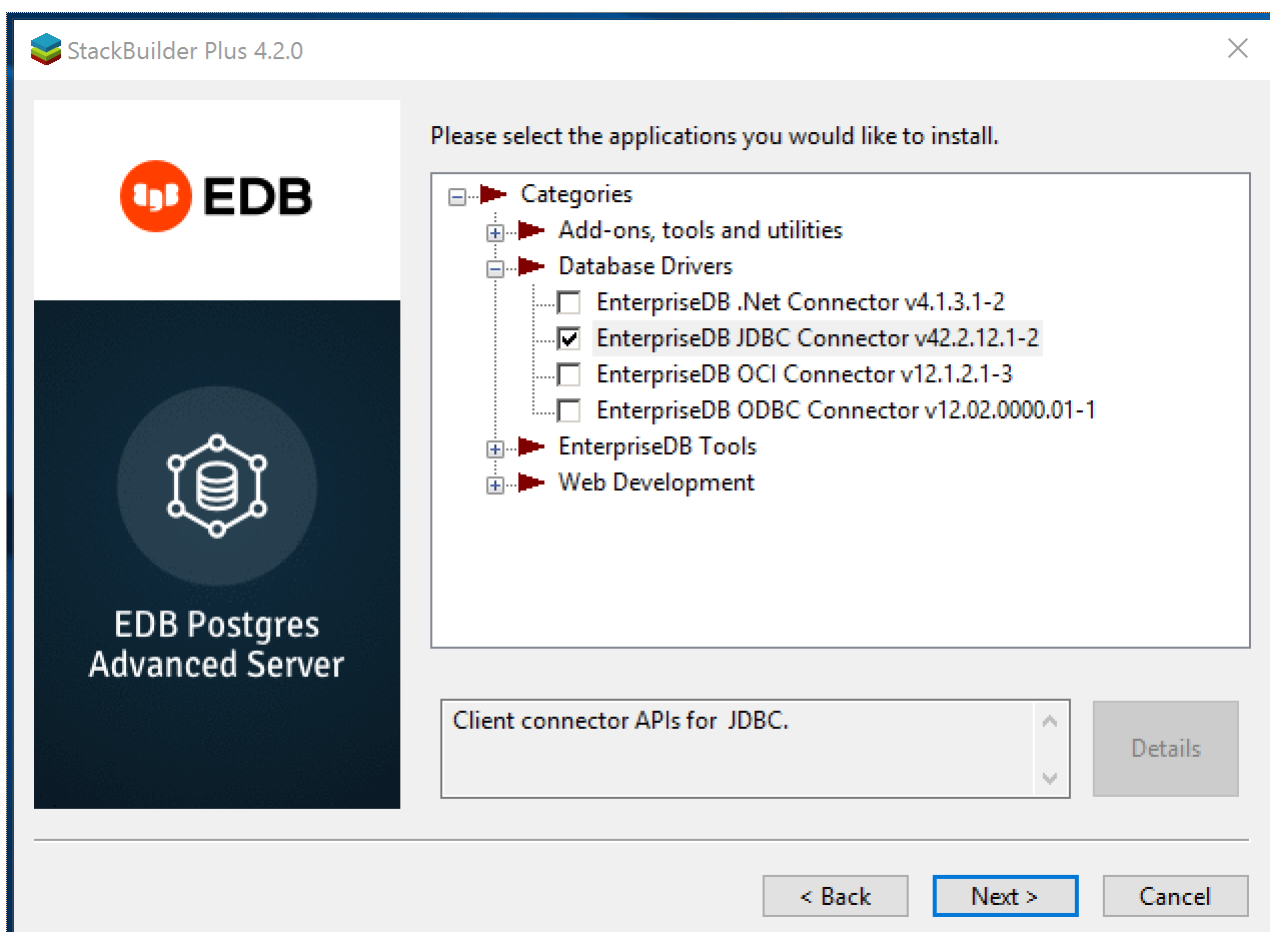 StackBuilder Plus 4.2.0
EDB
EDB Postgres
Advanced Server
Please select the applications you would like to install.
Categories
Add-ons, tools and utilities
Database Drivers
EnterpriseDB .Net Connector v4.1.3.1-2
EnterpriseDB JDBC Connector v42.2.12.1-2
EnterpriseDB OCI Connector v12.1.2.1-3
EnterpriseDB ODBC Connector v12.02.0000.01-1
EnterpriseDB Tools
Web Development
Client connector APIs for  JDBC.
Details
< Back
Next >
Cancel